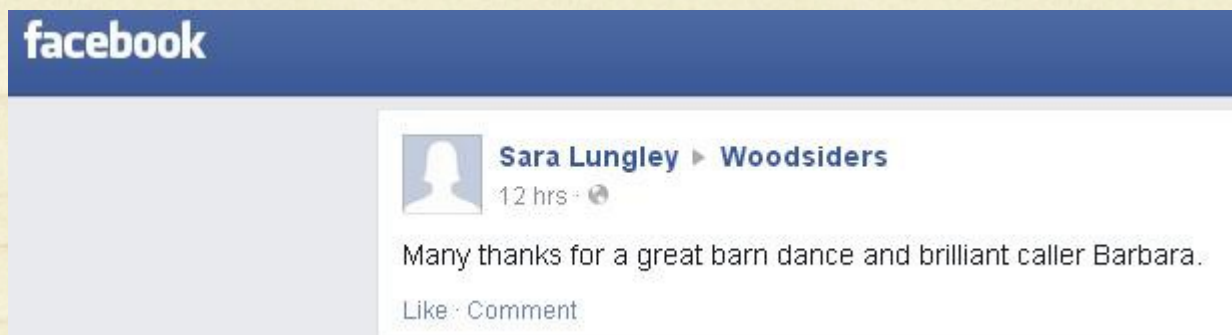 facebook
Sara Lungley ▸ Woodsiders
12 hrs ·
Many thanks for a great barn dance and brilliant caller Barbara.
Like · Comment